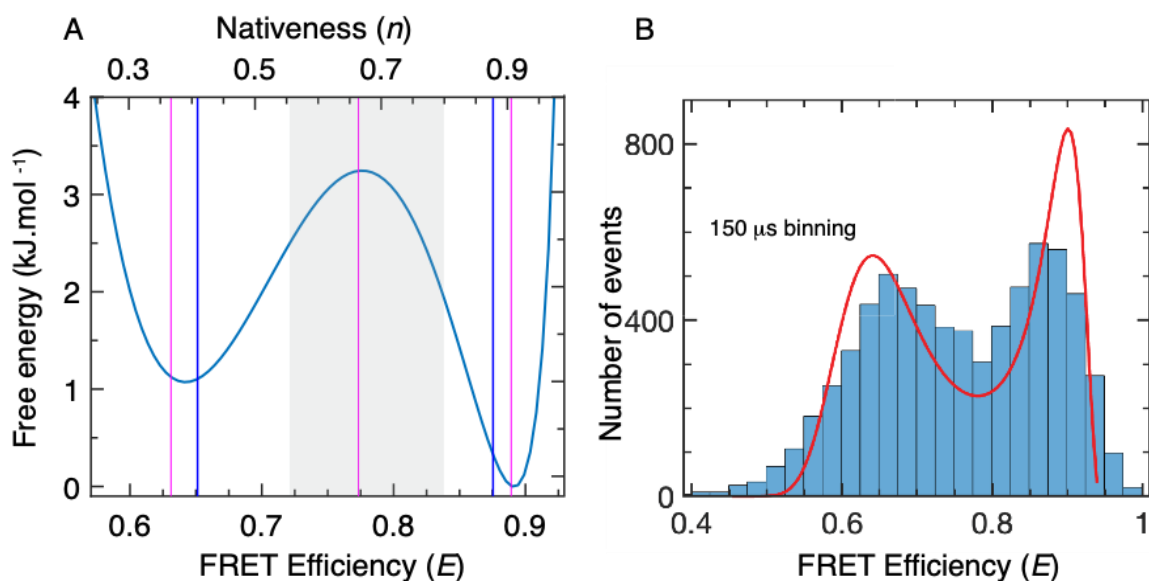 A
Nativeness (n)
0.3 0.5 0.7 0.9
Free energy (kJ.mol -1)
4
3
2
1
0
0.6 0.7 0.8 0.9
FRET Efficiency (E)
B
Number of events
800
400
0
150 μs binning
0.4 0.6 0.8 1
FRET Efficiency (E)